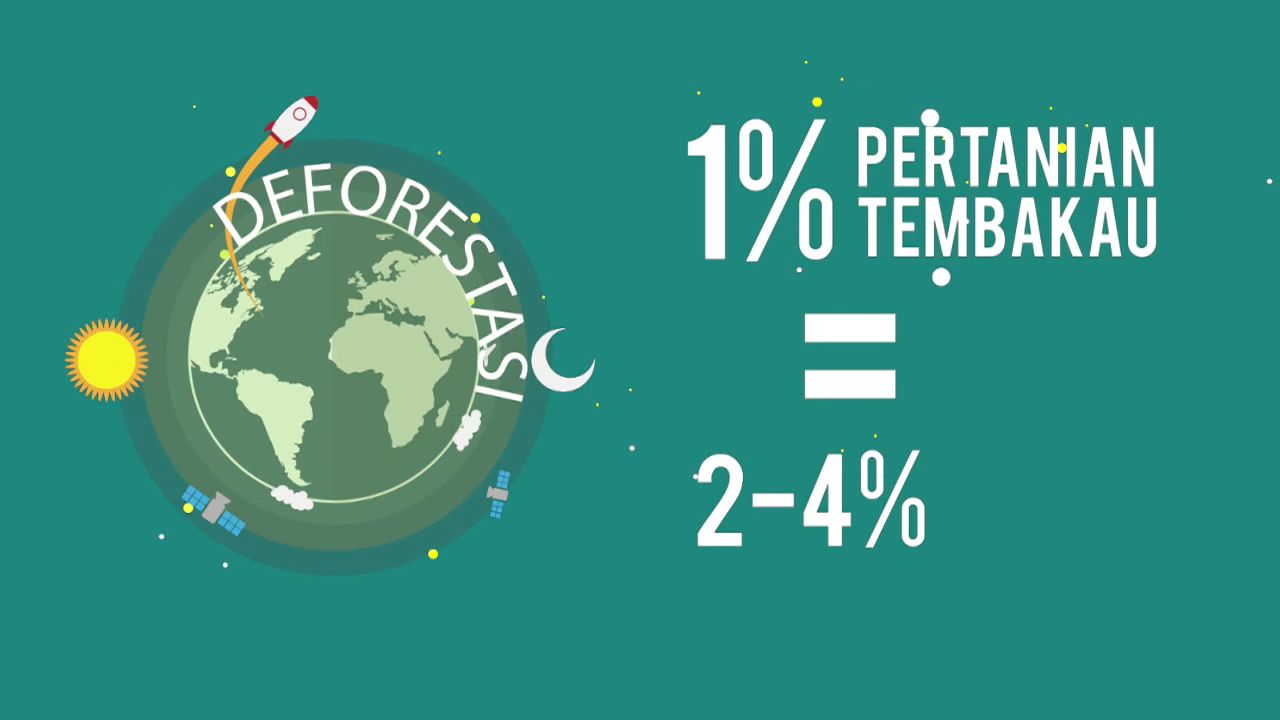 DEFORESTASI
1% PERTANIAN
TEMBAKAU
=
2-4%